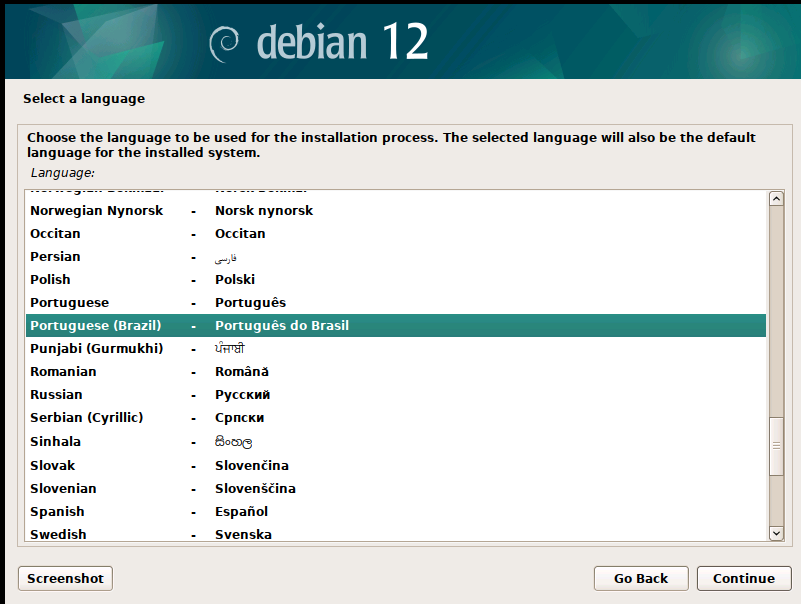 debian 12
Select a language
Choose the language to be used for the installation process. The selected language will also be the default
language for the installed system.
Language:
Norwegian Nynorsk - Norsk nynorsk
Occitan - Occitan
Persian - فارسی
Polish - Polski
Portuguese - Português
Portuguese (Brazil) - Português do Brasil
Punjabi (Gurmukhi) - ਪੰਜਾਬੀ
Romanian - Română
Russian - Русский
Serbian (Cyrillic) - Српски
Sinhala - සිංහල
Slovak - Slovenčina
Slovenian - Slovenščina
Spanish - Español
Swedish - Svenska
Screenshot Go Back Continue